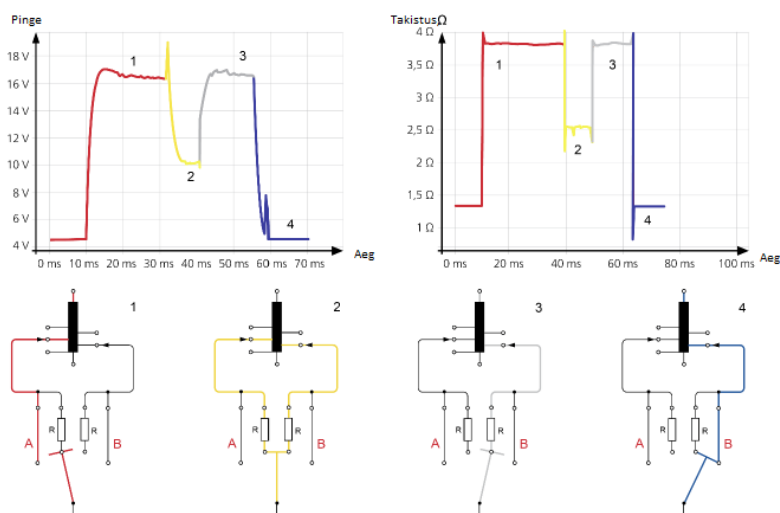 Pinge
18 V
16 V
14 V
12 V
10 V
8 V
6 V
4 V
1
2
3
4
0 ms 10 ms 20 ms 30 ms 40 ms 50 ms 60 ms 70 ms
Aeg
Takistus,Ω
4 Ω
3,5 Ω
3 Ω
2,5 Ω
2 Ω
1,5 Ω
1 Ω
1
2
3
4
0 ms 40 ms 60 ms 80 ms 100 ms
Aeg
1
R R
A B
2
R R
A B
3
R R
A B
4
R R
A B